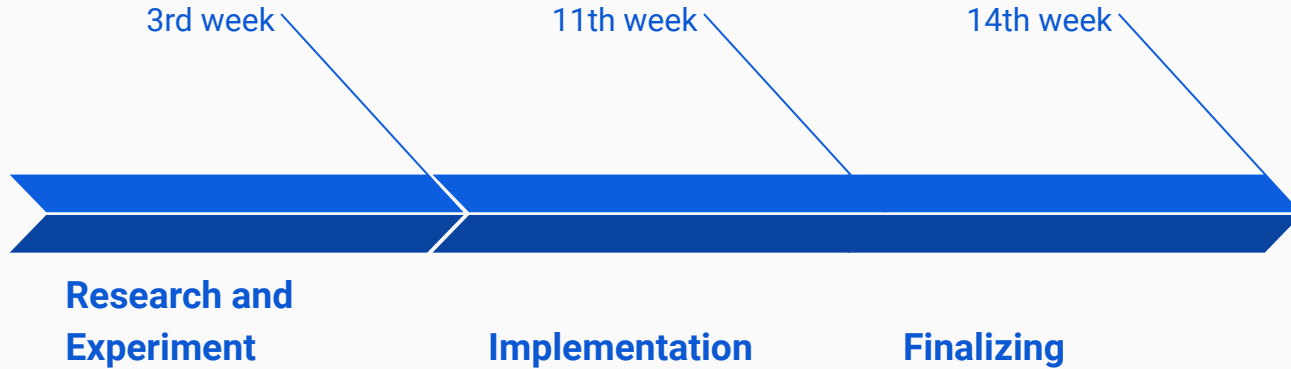 3rd week
11th week
14th week
Research and
Experiment
Implementation
Finalizing